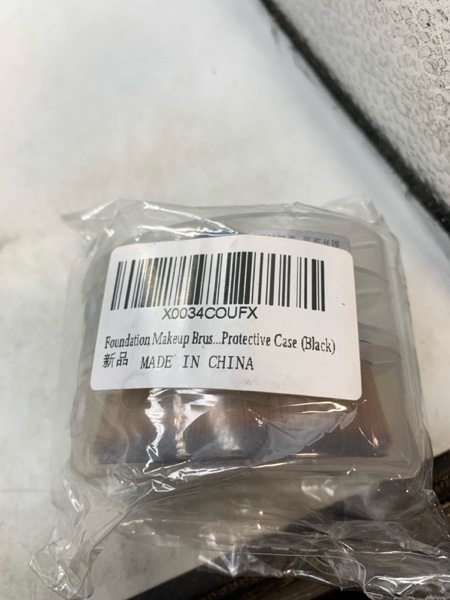 X0034COUFX
Foundation Makeup Brus...Protective Case (Black)
新品 MADE IN CHINA